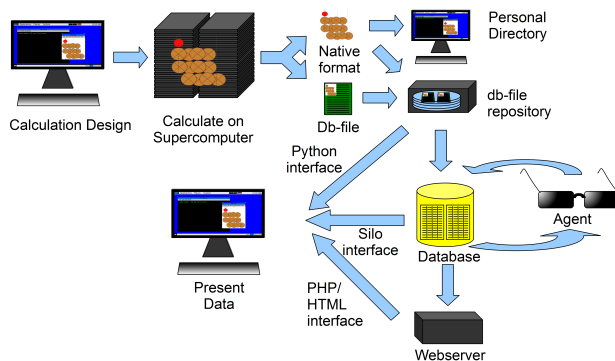 Calculation Design
Calculate on
Supercomputer
Native
format
Db-file
Personal
Directory
db-file
repository
Python
interface
Silo
interface
PHP/
HTML
interface
Present
Data
Database
Agent
Webserver